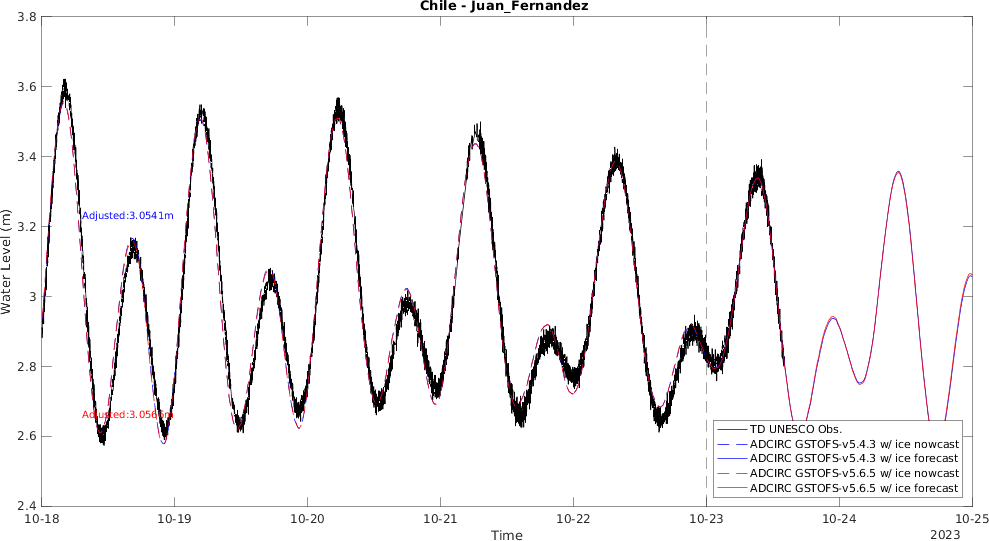 Chile - Juan_Fernandez
3.8
3.6
3.4
3.2
3
2.8
2.6
2.4
Water Level (m)
Adjusted:3.0541m
Adjusted:3.0565m
TD UNESCO Obs.
ADCIRC GSTOFS-v5.4.3 w/ ice nowcast
ADCIRC GSTOFS-v5.4.3 w/ ice forecast
ADCIRC GSTOFS-v5.6.5 w/ ice nowcast
ADCIRC GSTOFS-v5.6.5 w/ ice forecast
10-18 10-19 10-20 10-21 10-22 10-23 10-24 10-25
Time
2023